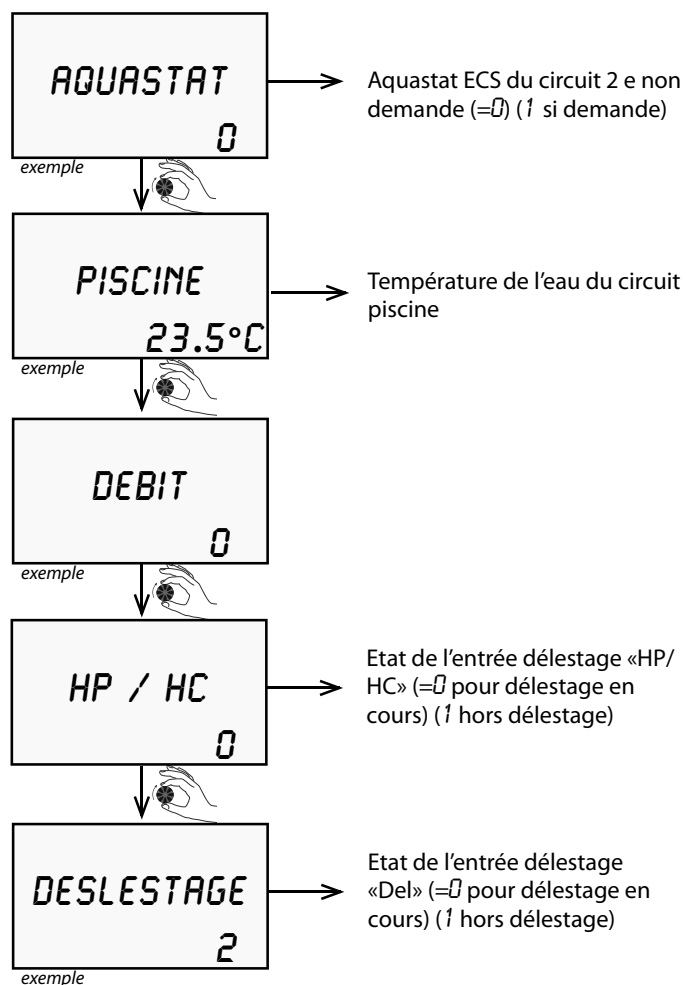 AQUASTAT
0
exemple
Aquastat ECS du circuit 2 e non
demande (=0) (1 si demande)
PISCINE
23.5°C
exemple
Température de l'eau du circuit
piscine
DEBIT
0
exemple
HP / HC
0
Etat de l'entrée délestage «HP/
HC» (=0 pour délestage en
cours) (1 hors délestage)
DESLESTAGE
2
exemple
Etat de l'entrée délestage
«Del» (=0 pour délestage en
cours) (1 hors délestage)